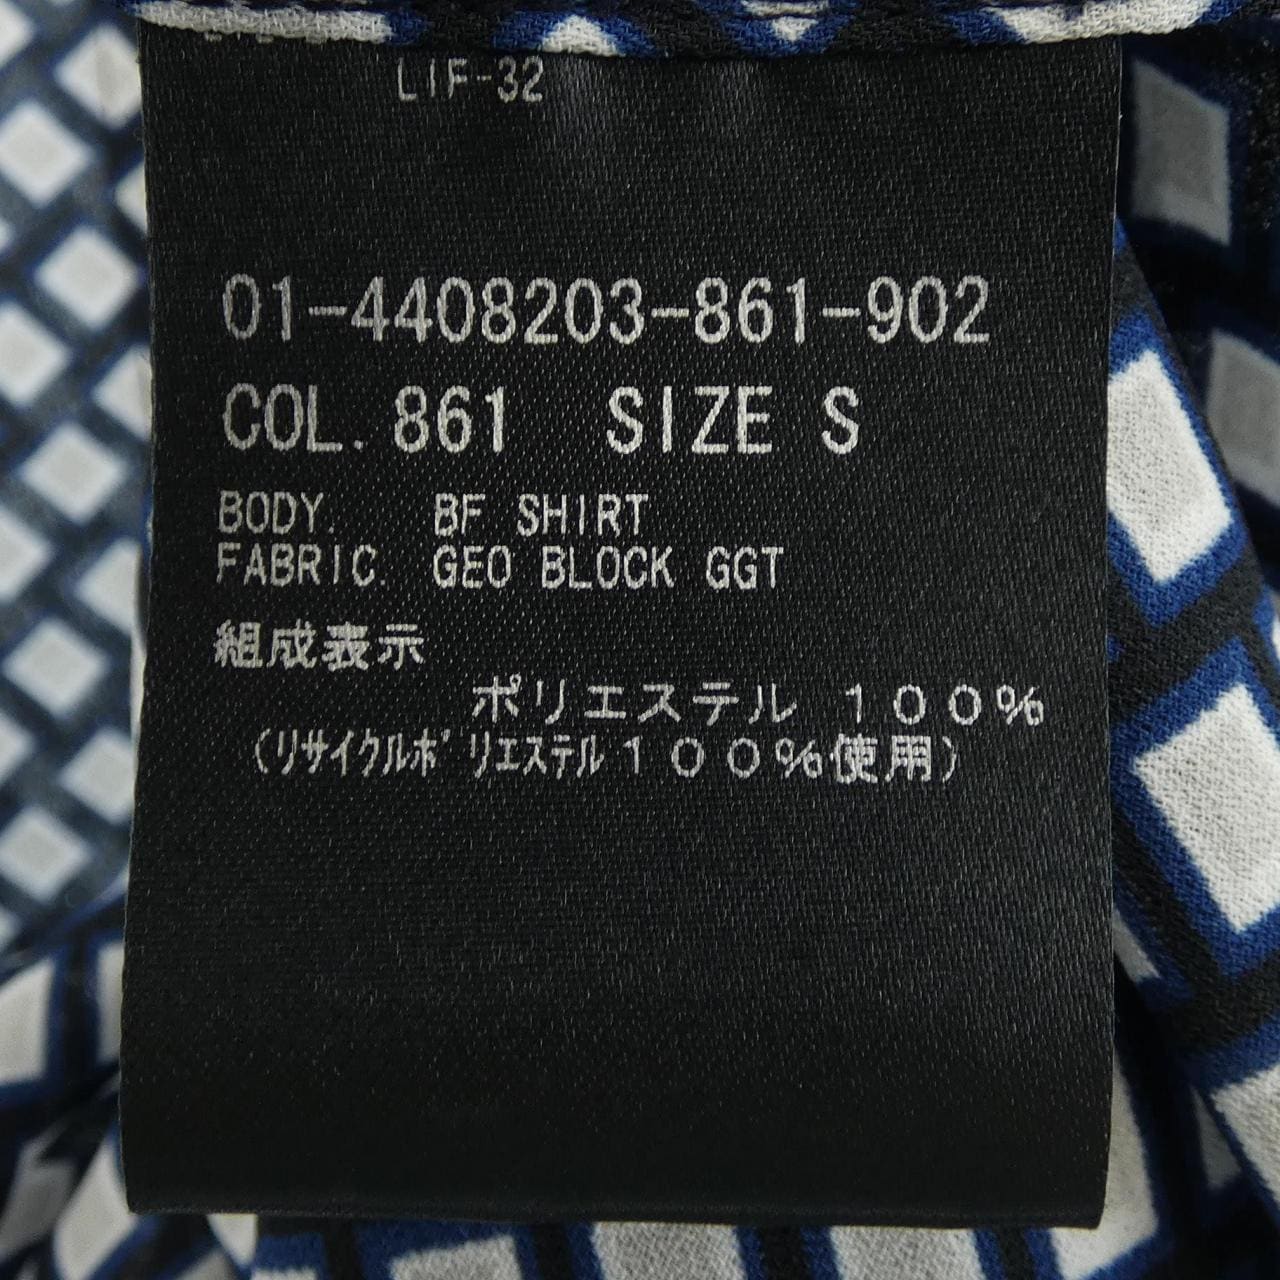 LIF-32
01-4408203-861-902
COL. 861 SIZE S
BODY. BF SHIRT
FABRIC. GEO BLOCK GGT
組成表示
ポリエステル １００％
（ﾘｻｲｸﾙﾎﾟﾘｴｽﾃﾙ１００％使用）